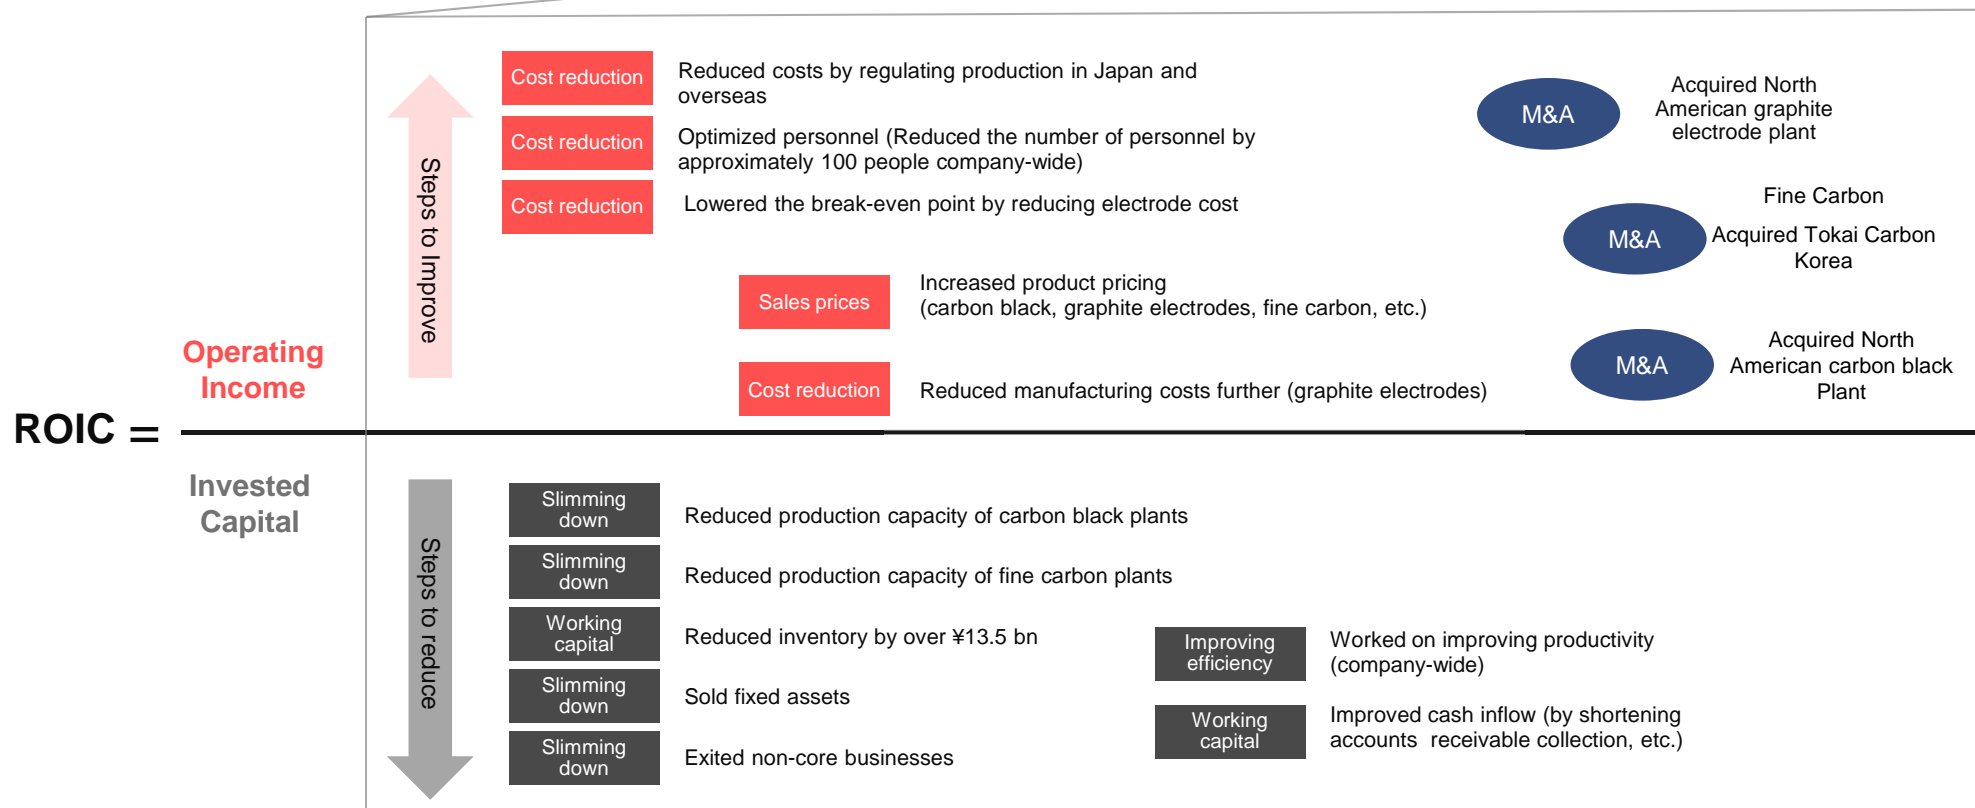 ROIC =
Operating
Income
Invested
Capital
Steps to Improve
Cost reduction
Reduced costs by regulating production in Japan and
overseas
Cost reduction
Optimized personnel (Reduced the number of personnel by
approximately 100 people company-wide)
Cost reduction
Lowered the break-even point by reducing electrode cost
Sales prices
Increased product pricing
(carbon black, graphite electrodes, fine carbon, etc.)
Cost reduction
Reduced manufacturing costs further (graphite electrodes)
M&A
Acquired North
American graphite
electrode plant
M&A
Fine Carbon
Acquired Tokai Carbon
Korea
M&A
Acquired North
American carbon black
Plant
Steps to reduce
Slimming
down
Reduced production capacity of carbon black plants
Slimming
down
Reduced production capacity of fine carbon plants
Working
capital
Reduced inventory by over ¥13.5 bn
Slimming
down
Sold fixed assets
Slimming
down
Exited non-core businesses
Improving
efficiency
Worked on improving productivity
(company-wide)
Working
capital
Improved cash inflow (by shortening
accounts receivable collection, etc.)